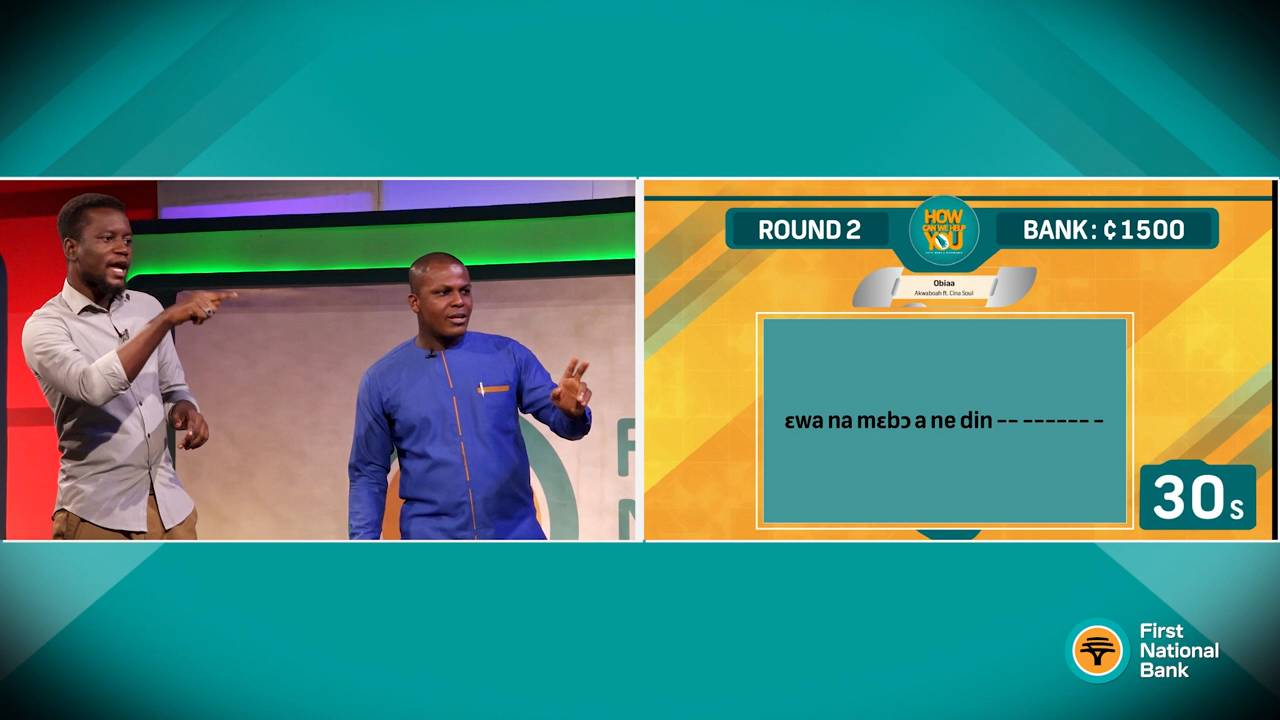 ROUND 2
HOW
CAN WE HELP
YOU
BANK: ₵1500
Obiaa
Akwaboah ft. Cina Soul
ɛwa na mɛbɔ a ne din -- ------ -
30s
First
National
Bank